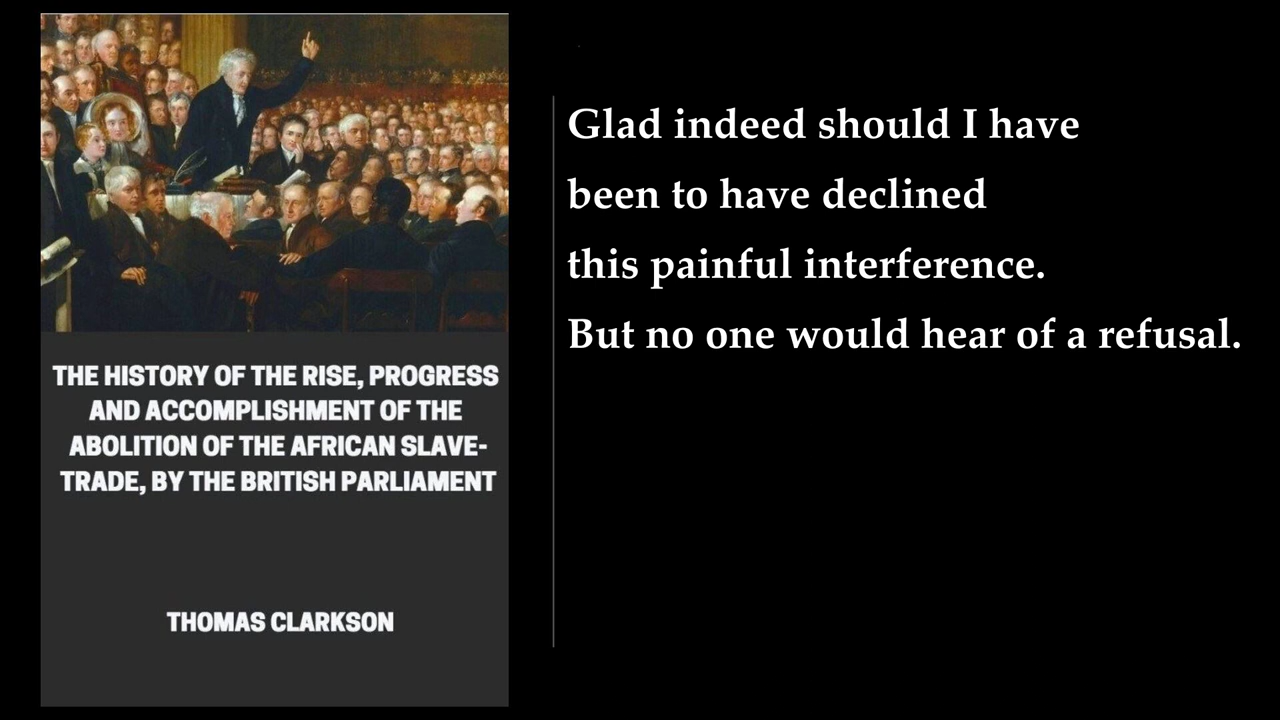 THE HISTORY OF THE RISE, PROGRESS
AND ACCOMPLISHMENT OF THE
ABOLITION OF THE AFRICAN SLAVE-
TRADE, BY THE BRITISH PARLIAMENT
THOMAS CLARKSON
Glad indeed should I have
been to have declined
this painful interference.
But no one would hear of a refusal.